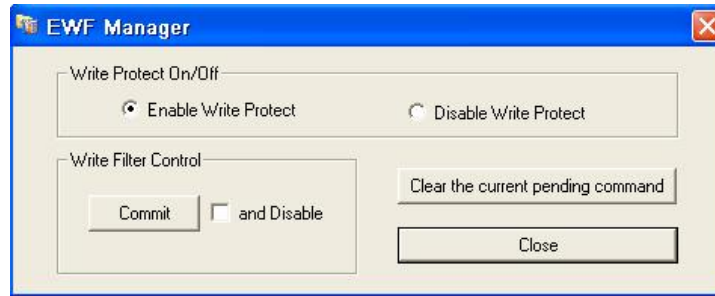 EWF Manager
Write Protect On/Off
Enable Write Protect
Disable Write Protect
Write Filter Control
Commit
and Disable
Clear the current pending command
Close